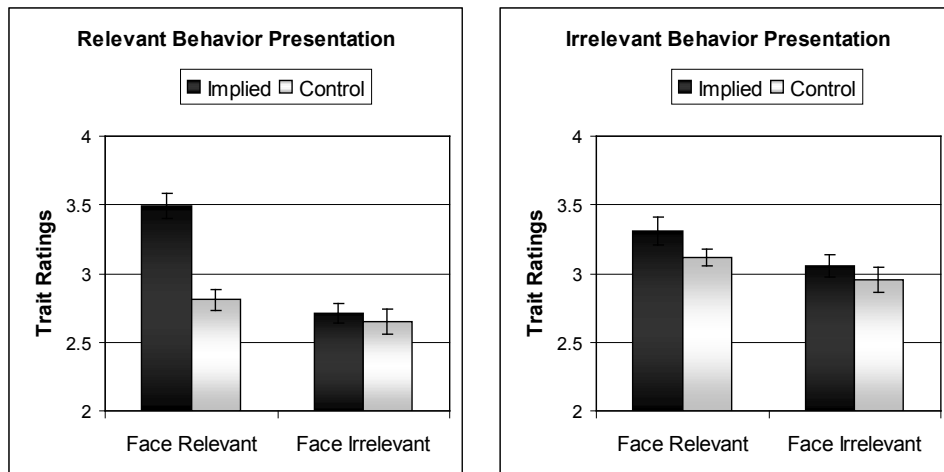 Relevant Behavior Presentation
Implied Control
Trait Ratings
4
3.5
3
2.5
2
Face Relevant Face Irrelevant
Irrelevant Behavior Presentation
Implied Control
Trait Ratings
4
3.5
3
2.5
2
Face Relevant Face Irrelevant